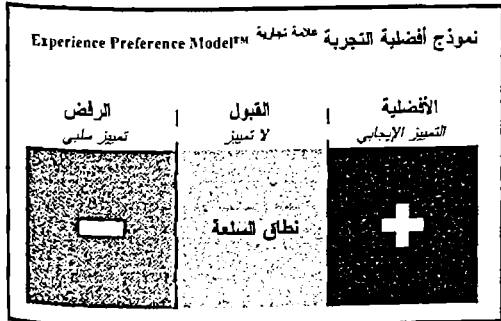 نموذج أفضلية التجربة علامة تجارية Experience Preference Model™
الأفضلية | القبول | الرفض
التمييز الإيجابي لا تمييز تمييز سلبي
+ نطاق السلعة -